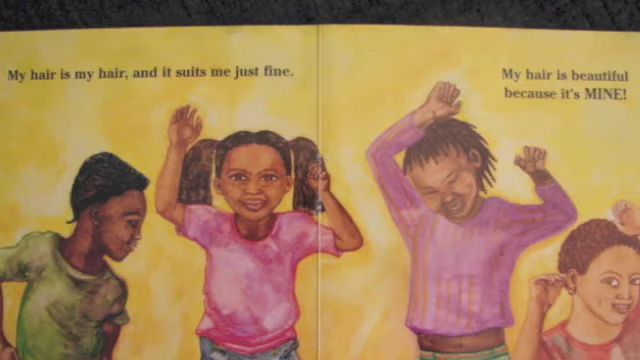 My hair is my hair, and it suits me just fine.
My hair is beautiful
because it's MINE!